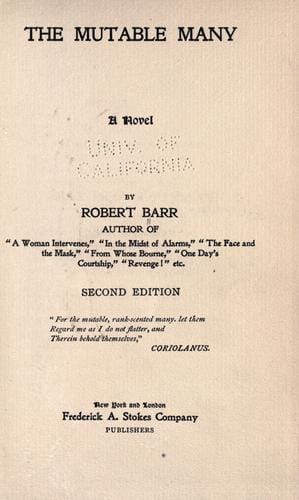 THE MUTABLE MANY
A Novel
UNIV. OF
CALIFORNIA
BY
ROBERT BARR
AUTHOR OF
"A Woman Intervenes," "In the Midst of Alarms," "The Face and
the Mask," "From Whose Bourne," "One Day's
Courtship," "Revenge!" etc.
SECOND EDITION
"For the mutable, rank-scented many. let them
Regard me as I do not flatter, and
Therein behold themselves,"
CORIOLANUS.
New York and London
Frederick A. Stokes Company
PUBLISHERS